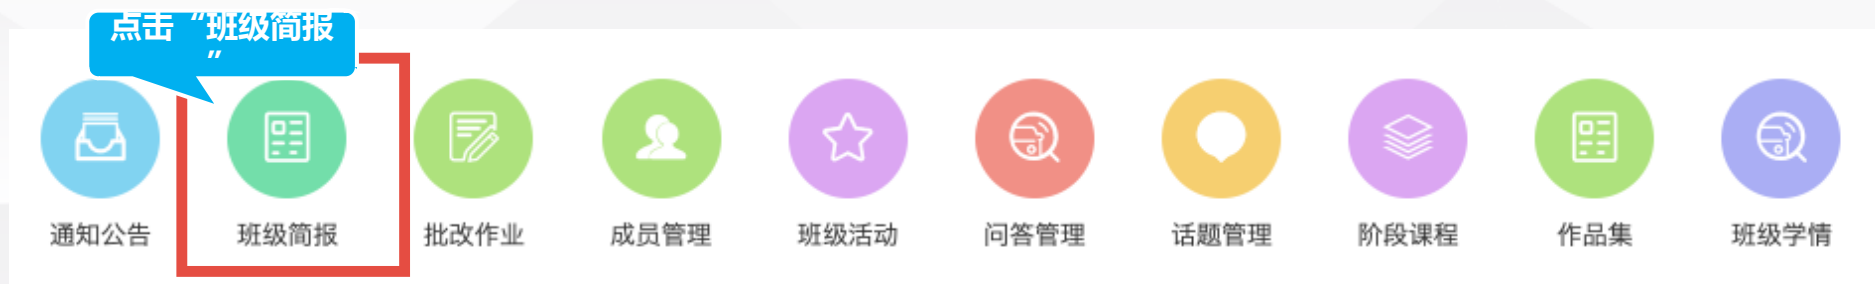 点击“班级简报
”
通知公告
班级简报
批改作业
成员管理
班级活动
问答管理
话题管理
阶段课程
作品集
班级学情